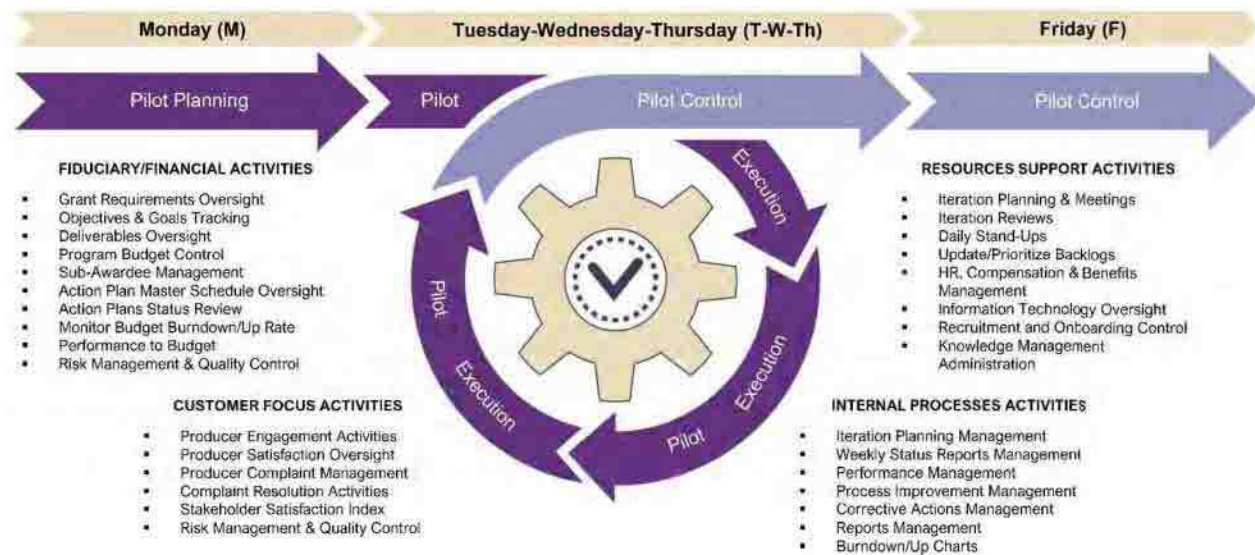 Monday (M)
Tuesday-Wednesday-Thursday (T-W-Th)
Friday (F)
Pilot Planning
Pilot
Pilot Control
Pilot Control
Execution
Execution
Pilot
Execution
Pilot
FIDUCIARY/FINANCIAL ACTIVITIES
Grant Requirements Oversight
Objectives & Goals Tracking
Deliverables Oversight
Program Budget Control
Sub-Awardee Management
Action Plan Master Schedule Oversight
Action Plans Status Review
Monitor Budget Burndown/Up Rate
Performance to Budget
Risk Management & Quality Control
RESOURCES SUPPORT ACTIVITIES
Iteration Planning & Meetings
Iteration Reviews
Daily Stand-Ups
Update/Prioritize Backlogs
HR, Compensation & Benefits
Management
Information Technology Oversight
Recruitment and Onboarding Control
Knowledge Management
Administration
CUSTOMER FOCUS ACTIVITIES
Producer Engagement Activities
Producer Satisfaction Oversight
Producer Complaint Management
Complaint Resolution Activities
Stakeholder Satisfaction Index
Risk Management & Quality Control
INTERNAL PROCESSES ACTIVITIES
Iteration Planning Management
Weekly Status Reports Management
Performance Management
Process Improvement Management
Corrective Actions Management
Reports Management
Burndown/Up Charts